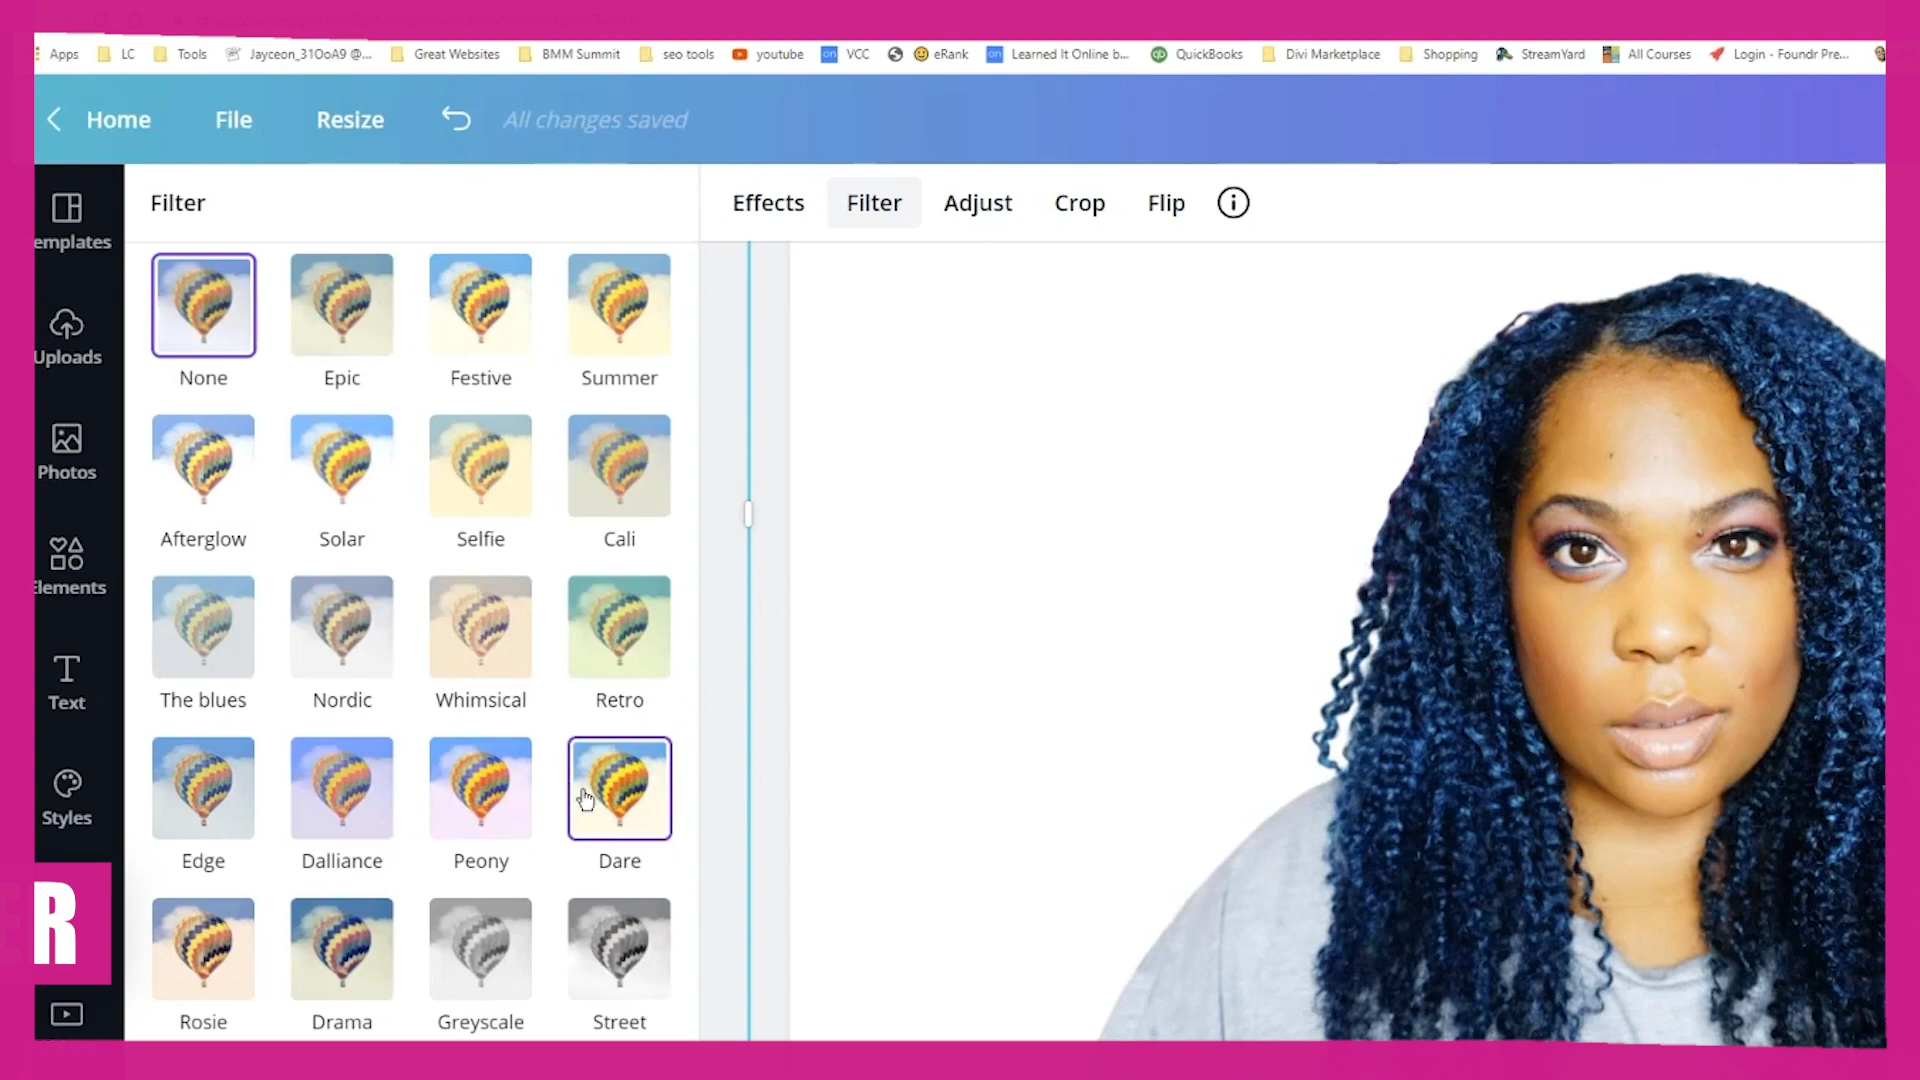 Apps LC Tools Jayceon_31OoA9 @... Great Websites BMM Summit seo tools youtube VCC eRank Learned It Online b... QuickBooks Divi Marketplace Shopping StreamYard All Courses Login - Foundr Pre...
Home File Resize All changes saved
Filter Effects Filter Adjust Crop Flip
emplates
Uploads
Photos
Elements
Text
Styles
R
None Epic Festive Summer
Afterglow Solar Selfie Cali
The blues Nordic Whimsical Retro
Edge Dalliance Peony Dare
Rosie Drama Greyscale Street